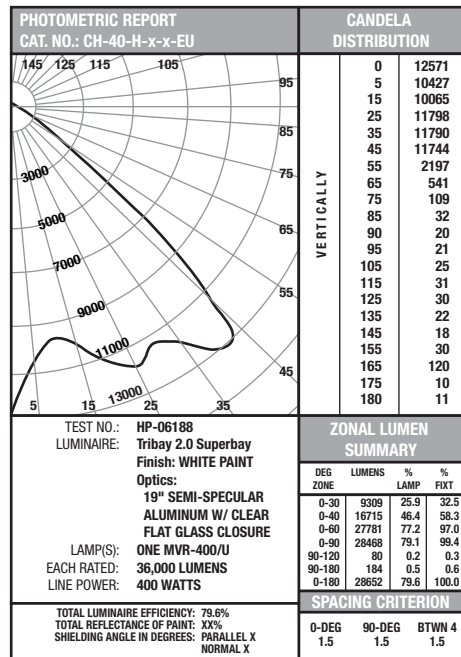 PHOTOMETRIC REPORT
CAT. NO.: CH-40-H-x-x-EU
145 125 115 105
95
85
75
65
55
45
3000
5000
7000
9000
11000
13000
5 15 25 35
CANDELA
DISTRIBUTION
VERTICALLY
0 12571
5 10427
15 10065
25 11798
35 11790
45 11744
55 2197
65 541
75 109
85 32
90 20
95 21
105 25
115 31
125 30
135 22
145 18
155 30
165 120
175 10
180 11
TEST NO.: HP-06188
LUMINAIRE: Tribay 2.0 Superbay
Finish: WHITE PAINT
Optics:
19" SEMI-SPECULAR
ALUMINUM W/ CLEAR
FLAT GLASS CLOSURE
LAMP(S): ONE MVR-400/U
EACH RATED: 36,000 LUMENS
LINE POWER: 400 WATTS
TOTAL LUMINAIRE EFFICIENCY: 79.6%
TOTAL REFLECTANCE OF PAINT: XX%
SHIELDING ANGLE IN DEGREES: PARALLEL X
NORMAL X
ZONAL LUMEN
SUMMARY
DEG LUMENS % %
ZONE LAMP FIXT
0-30 9309 25.9 32.5
0-40 16715 46.4 58.3
0-60 27781 77.2 97.0
0-90 28468 79.1 99.4
90-120 80 0.2 0.3
90-180 184 0.5 0.6
0-180 28652 79.6 100.0
SPACING CRITERION
0-DEG 90-DEG BTWN 4
1.5 1.5 1.5